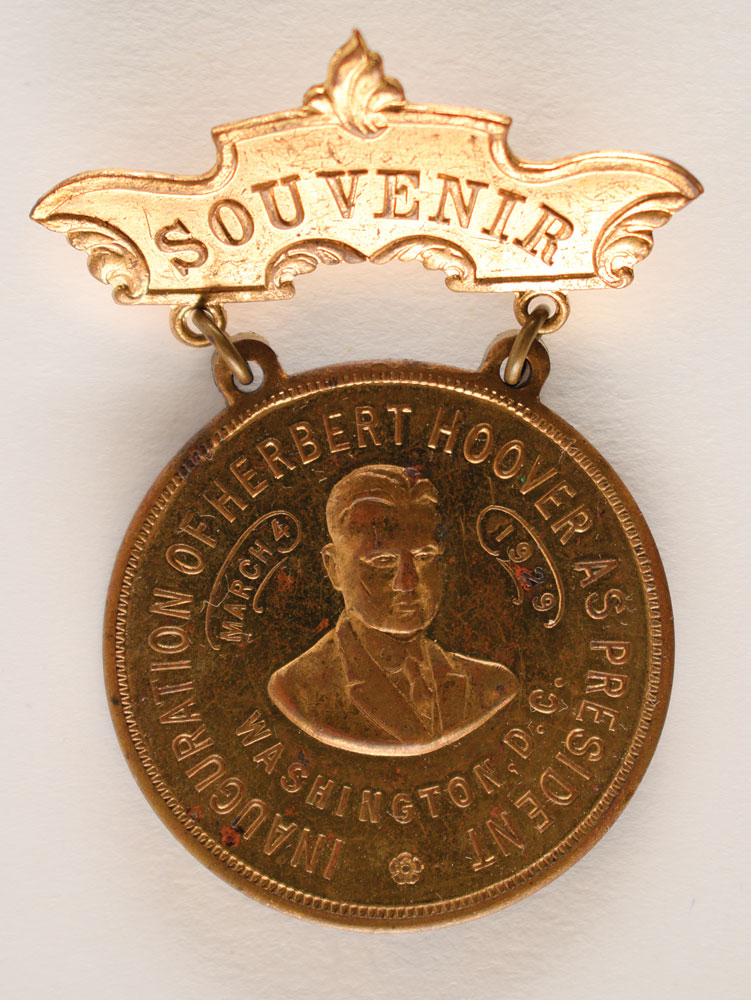 SOUVENIR
INAUGURATION OF HERBERT HOOVER AS PRESIDENT
MARCH 4
1929
WASHINGTON, D.C.